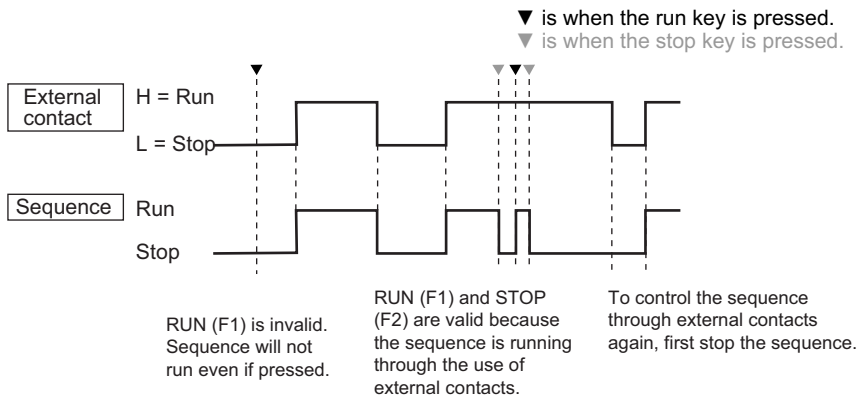 ▼ is when the run key is pressed.
▼ is when the stop key is pressed.
External
contact
H = Run
L = Stop
Sequence
Run
Stop
RUN (F1) is invalid.
Sequence will not
run even if pressed.
RUN (F1) and STOP
(F2) are valid because
the sequence is running
through the use of
external contacts.
To control the sequence
through external contacts
again, first stop the sequence.